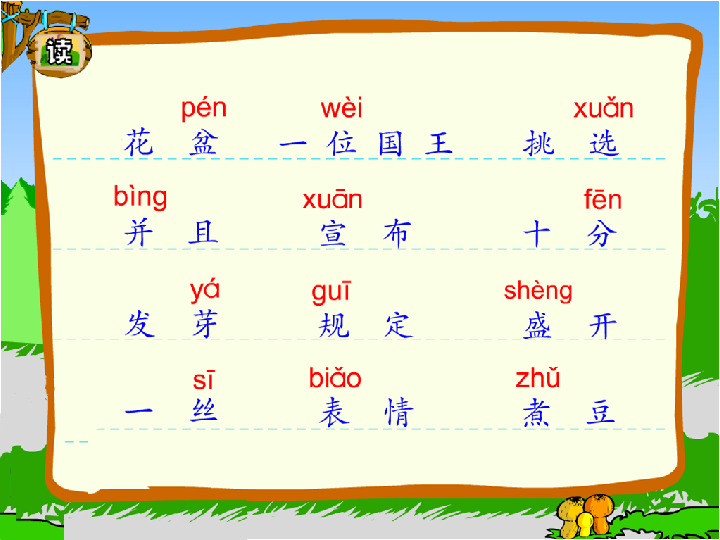 读
pén wèi xuǎn
花 盆 一 位 国 王 挑 选
bìng xuān fēn
并 且 宣 布 十 分
yá guī shèng
发 芽 规 定 盛 开
sī biǎo zhǔ
一 丝 表 情 煮 豆